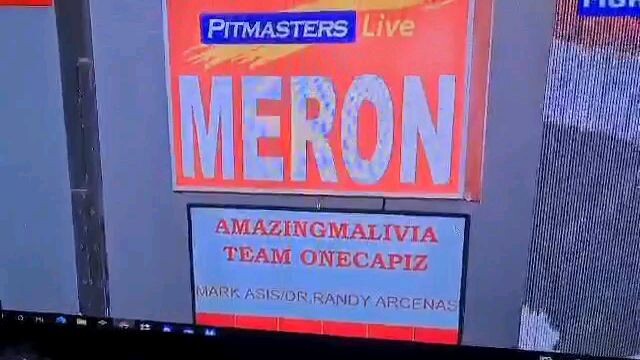 PITMASTERS Live
MERON
AMAZINGMALIVIA
TEAM ONECAPIZ
MARK ASIS/DR.RANDY ARCENAS